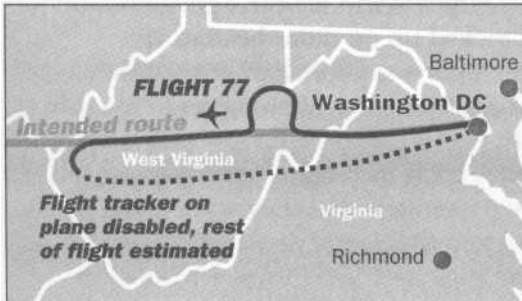 Baltimore
FLIGHT 77
Washington DC
Intended route
West Virginia
Flight tracker on
plane disabled, rest
of flight estimated
Virginia
Richmond